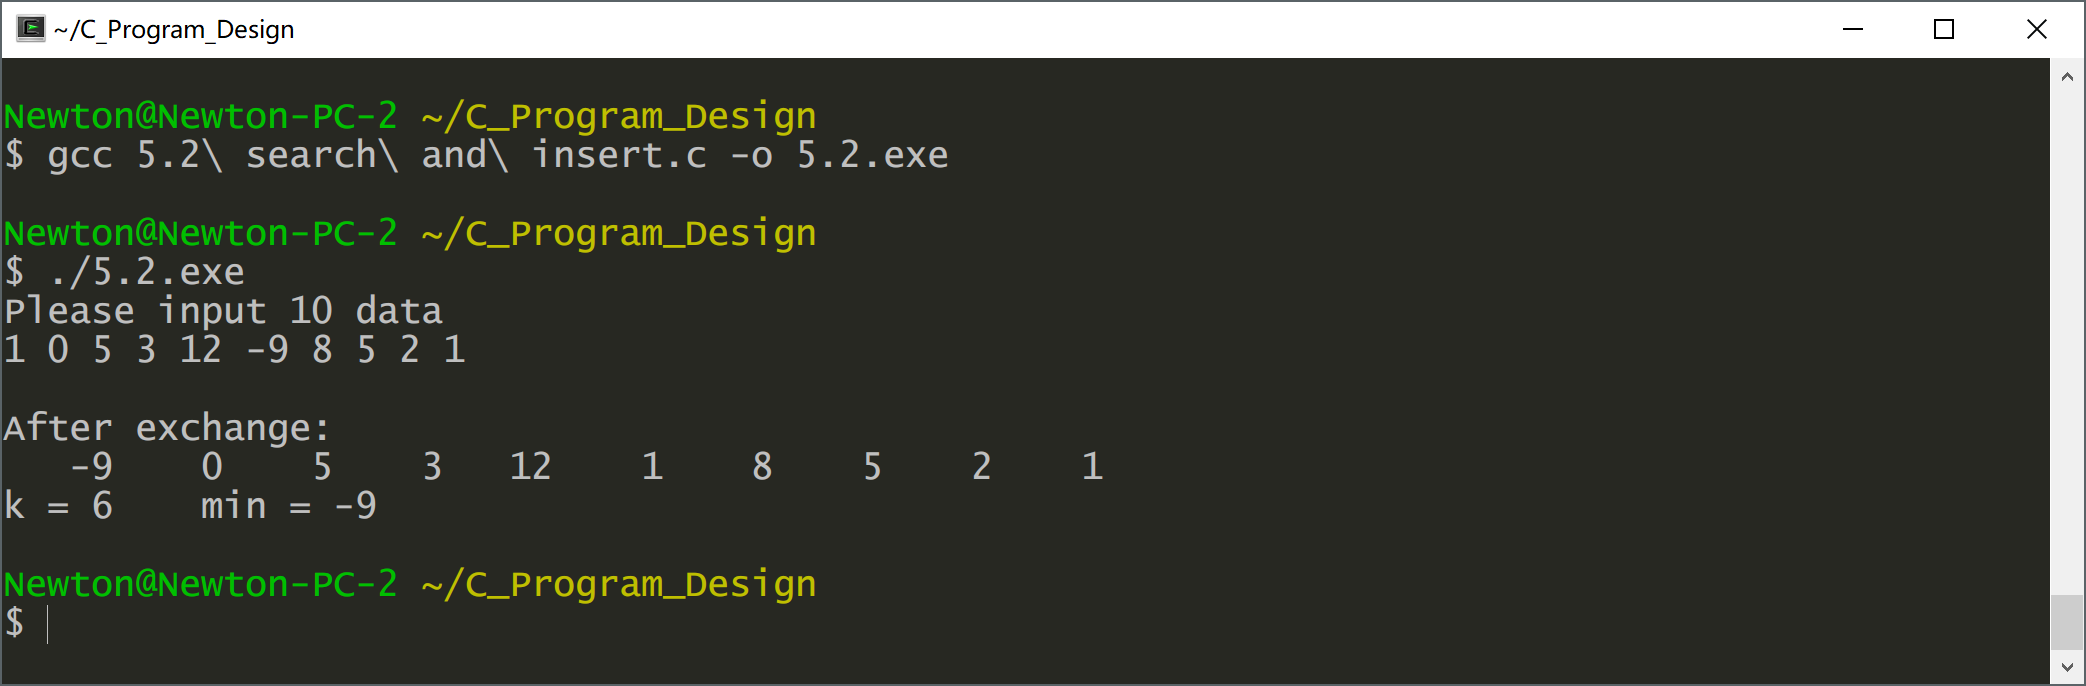 ~/C_Program_Design
Newton@Newton-PC-2 ~/C_Program_Design
$ gcc 5.2\ search\ and\ insert.c -o 5.2.exe
Newton@Newton-PC-2 ~/C_Program_Design
$ ./5.2.exe
Please input 10 data
1 0 5 3 12 -9 8 5 2 1
After exchange:
   -9    0    5    3   12    1    8    5    2    1
k = 6    min = -9
Newton@Newton-PC-2 ~/C_Program_Design
$